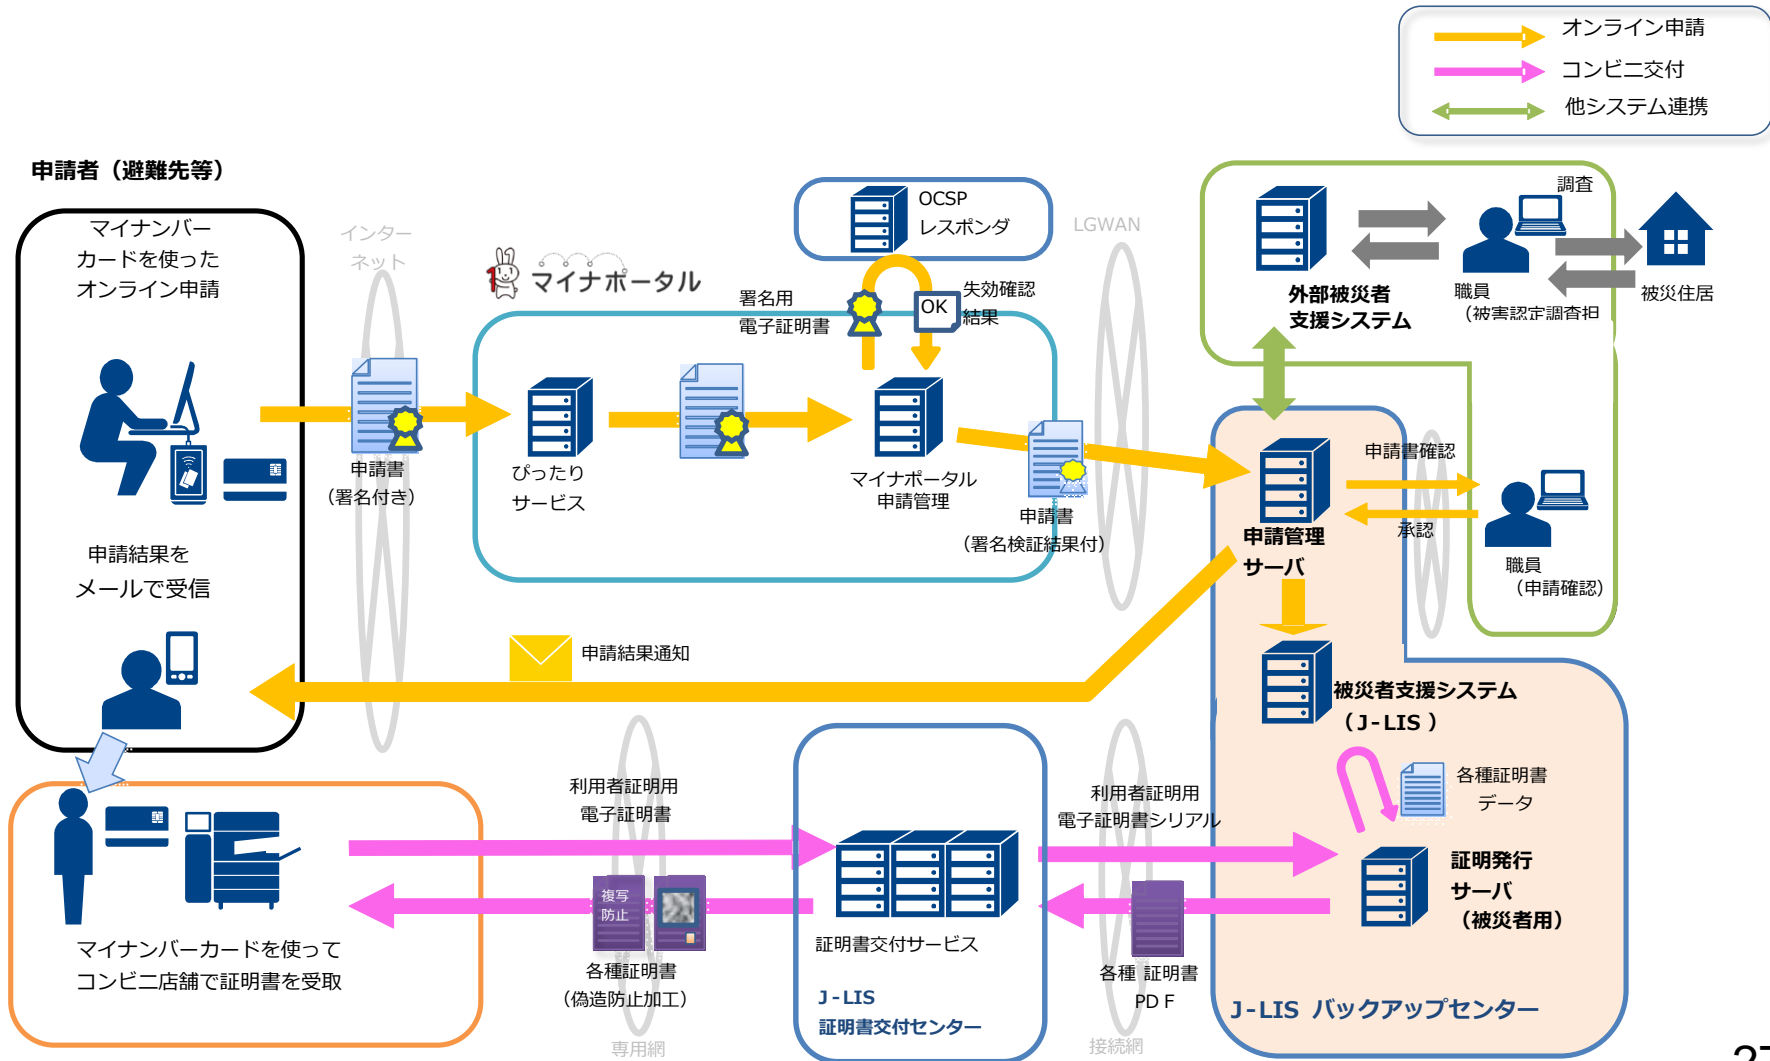 オンライン申請
コンビニ交付
他システム連携
申請者（避難先等）
マイナンバー
カードを使った
オンライン申請
インター
ネット
マイナポータル
OCSP
レスポンダ
LGWAN
署名用
電子証明書
OK
失効確認
結果
調査
外部被災者
支援システム
職員
（被害認定調査担
被災住居
申請書
（署名付き）
ぴったり
サービス
マイナポータル
申請管理
申請書
（署名検証結果付）
申請書確認
承認
申請管理
サーバ
職員
（申請確認）
申請結果を
メールで受信
申請結果通知
被災者支援システム
（J-LIS ）
各種証明書
データ
利用者証明用
電子証明書
利用者証明用
電子証明書シリアル
証明発行
サーバ
（被災者用）
複写
防止
マイナンバーカードを使って
コンビニ店舗で証明書を受取
各種証明書
（偽造防止加工）
証明書交付サービス
各種 証明書
PDF
J-LIS
証明書交付センター
J-LIS バックアップセンター
専用網
接続網